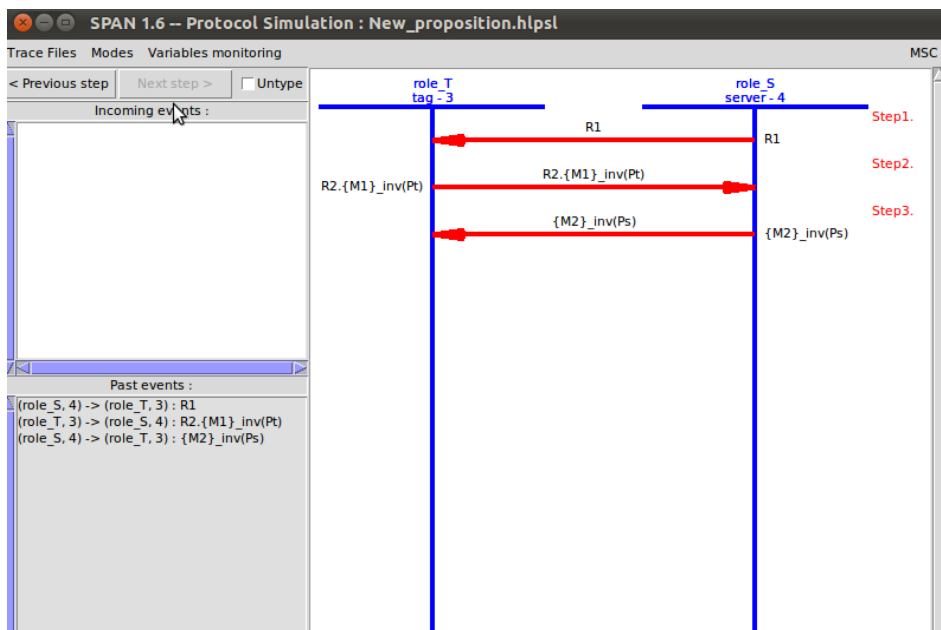 SPAN 1.6 -- Protocol Simulation : New_proposition.hlpsl
Trace Files Modes Variables monitoring MSC
< Previous step Next step > Untype
Incoming events :
Past events :
(role_S, 4) -> (role_T, 3) : R1
(role_T, 3) -> (role_S, 4) : R2.{M1}_inv(Pt)
(role_S, 4) -> (role_T, 3) : {M2}_inv(Ps)
role_T role_S
tag - 3 server - 4
Step1.
R1
R1
Step2.
R2.{M1}_inv(Pt)
R2.{M1}_inv(Pt)
Step3.
{M2}_inv(Ps)
{M2}_inv(Ps)